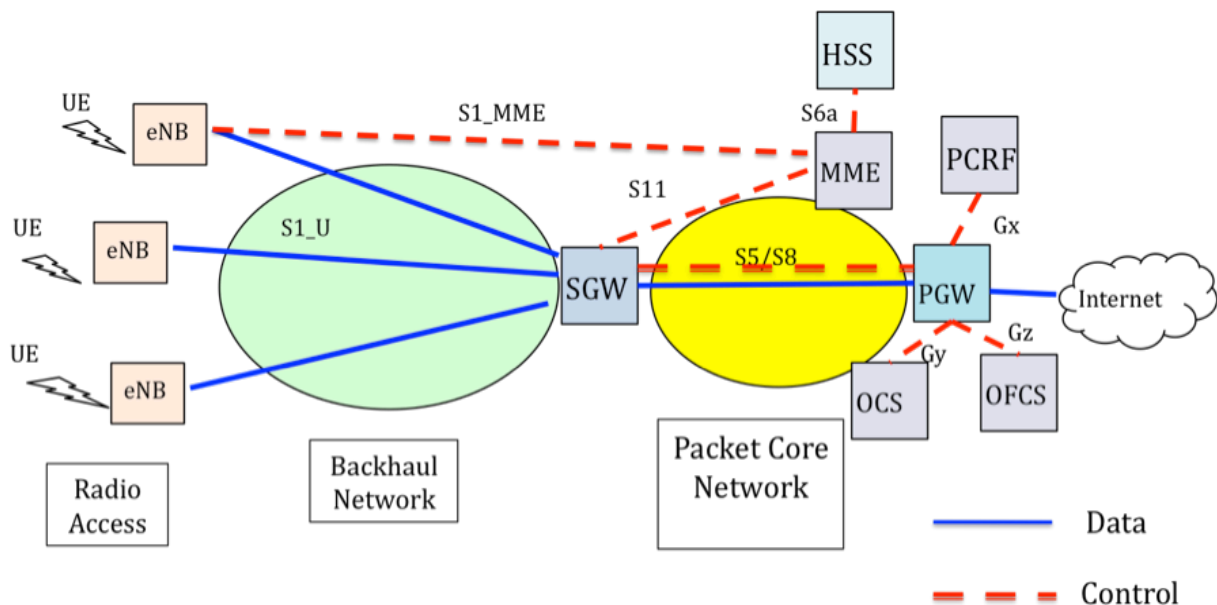 HSS
UE
eNB
S1_MME
S6a
MME
PCRF
S11
Gx
UE
eNB
S1_U
SGW
S5/S8
PGW
Internet
UE
eNB
Gy
Gz
OCS
OFCS
Radio
Access
Backhaul
Network
Packet Core
Network
Data
Control